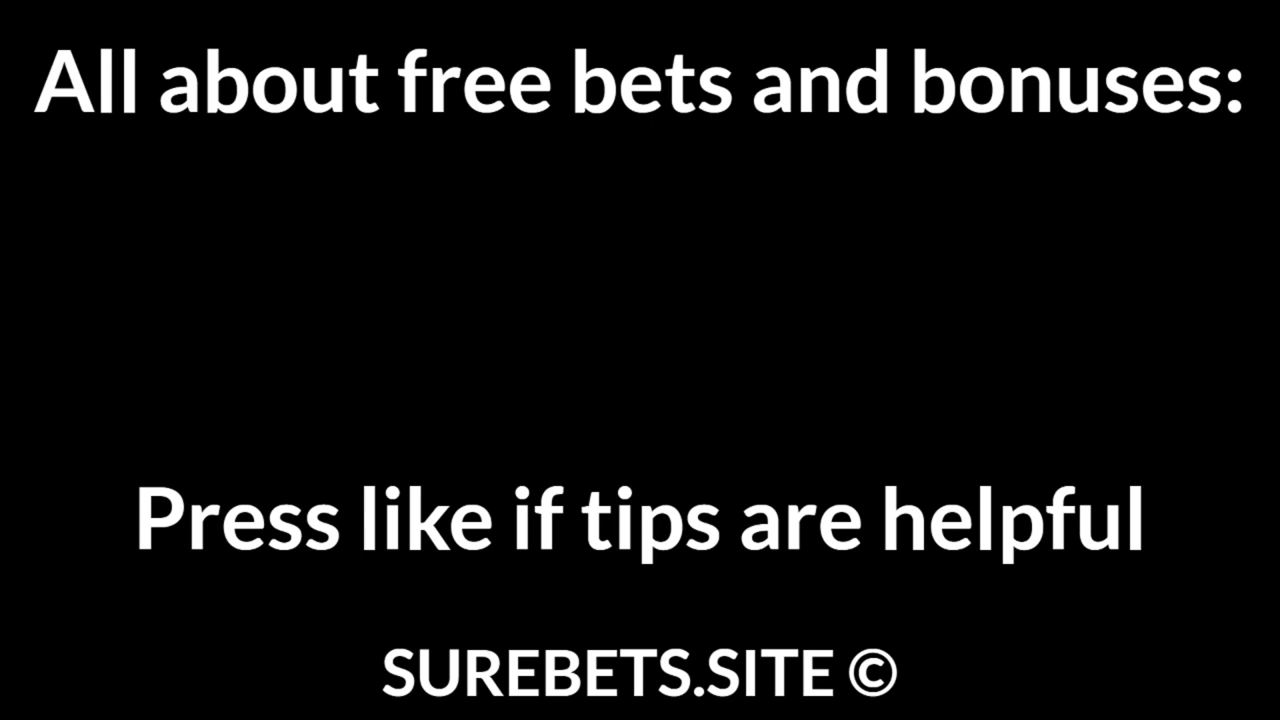 All about free bets and bonuses:
Press like if tips are helpful
SUREBETS.SITE ©